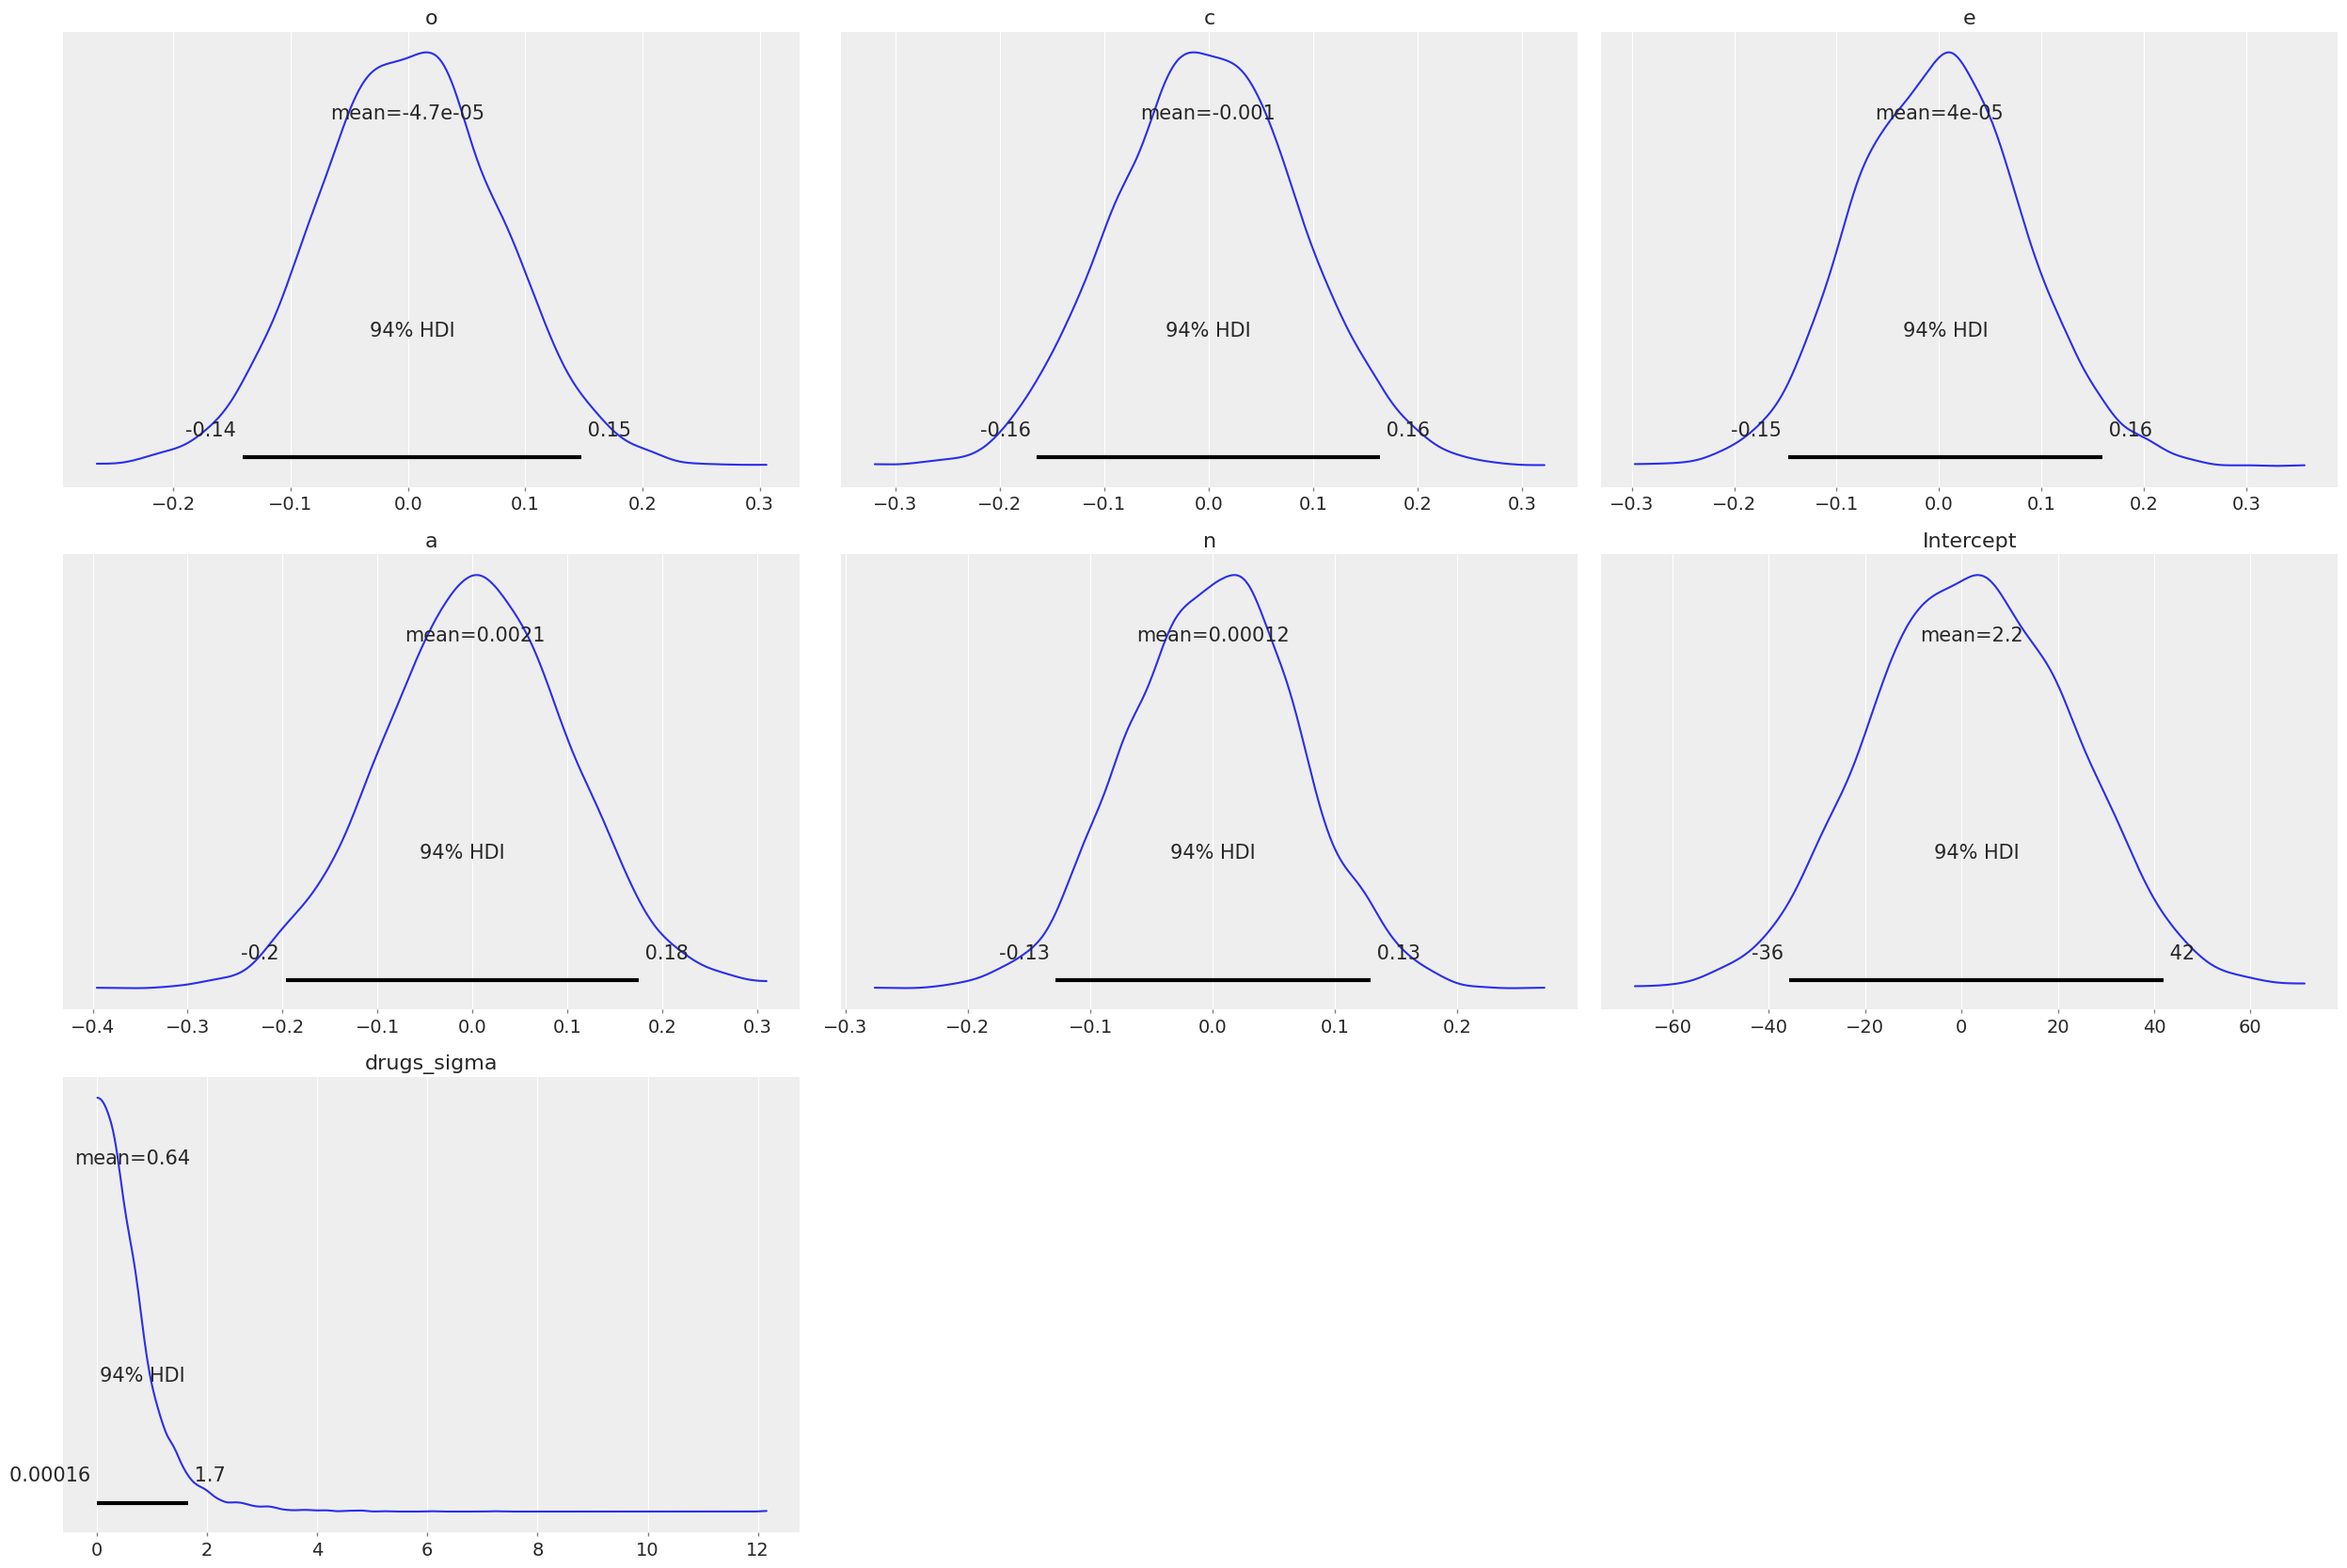 o
mean=-4.7e-05
94% HDI
-0.14 0.15
−0.2 −0.1 0.0 0.1 0.2 0.3
c
mean=-0.001
94% HDI
-0.16 0.16
−0.3 −0.2 −0.1 0.0 0.1 0.2 0.3
e
mean=4e-05
94% HDI
-0.15 0.16
−0.3 −0.2 −0.1 0.0 0.1 0.2 0.3
a
mean=0.0021
94% HDI
-0.2 0.18
−0.4 −0.3 −0.2 −0.1 0.0 0.1 0.2 0.3
n
mean=0.00012
94% HDI
-0.13 0.13
−0.3 −0.2 −0.1 0.0 0.1 0.2
Intercept
mean=2.2
94% HDI
-36 42
−60 −40 −20 0 20 40 60
drugs_sigma
mean=0.64
94% HDI
0.00016 1.7
0 2 4 6 8 10 12